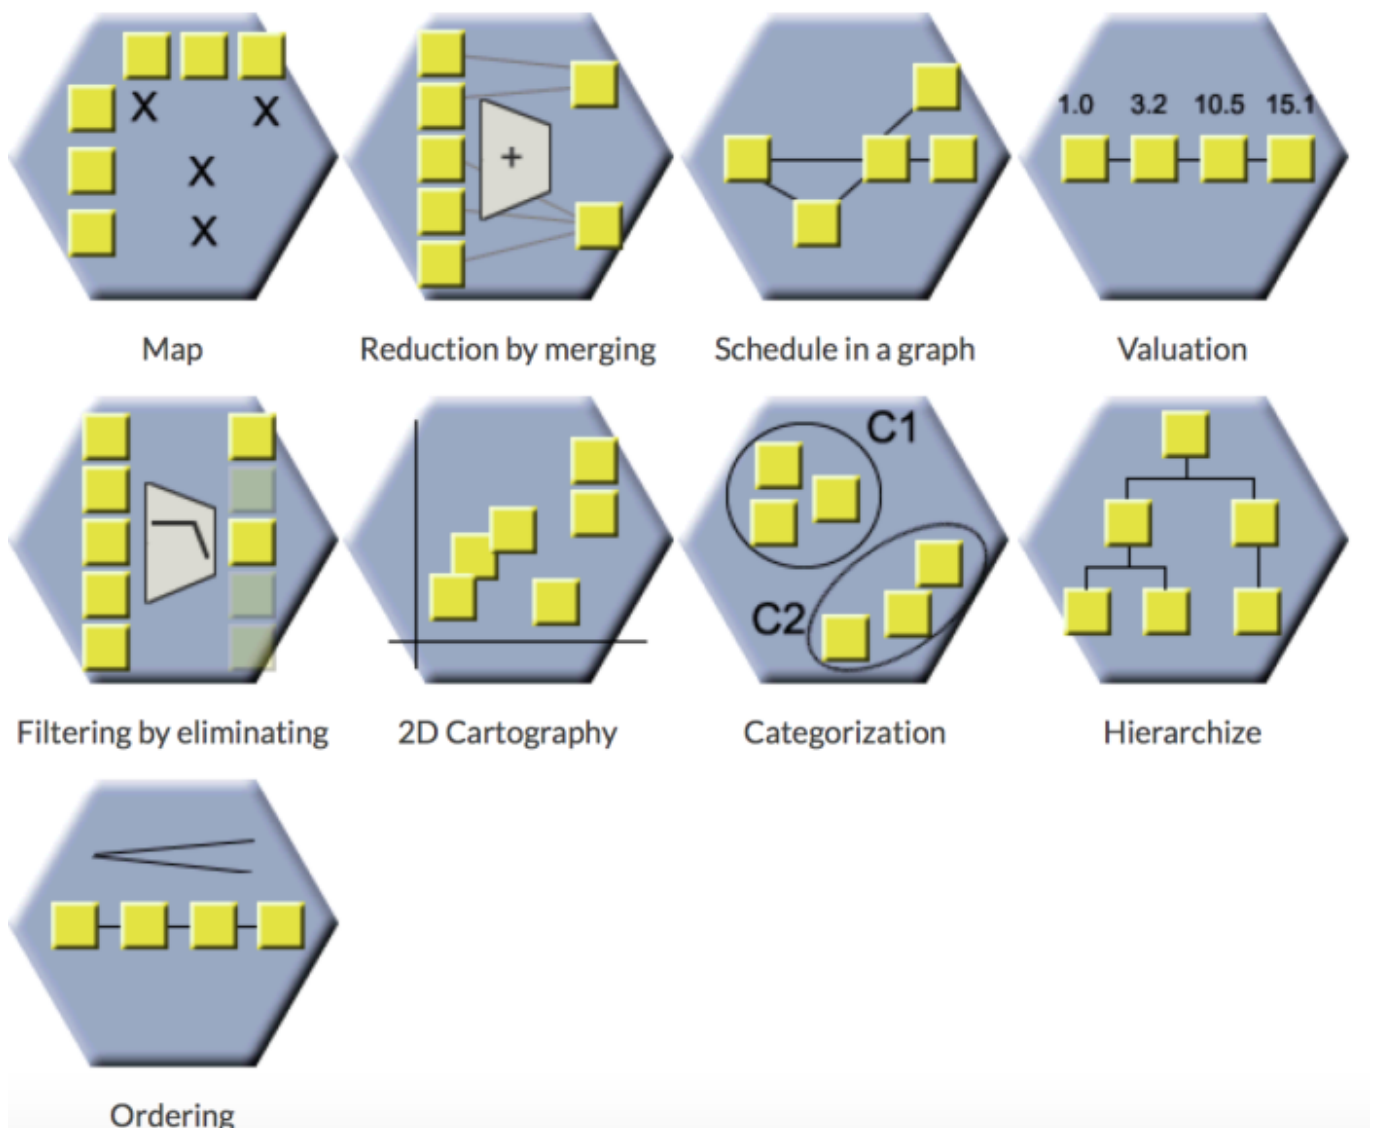 X X
X
X
+
1.0 3.2 10.5 15.1
Map
Reduction by merging
Schedule in a graph
Valuation
C1
C2
Filtering by eliminating
2D Cartography
Categorization
Hierarchize
Ordering